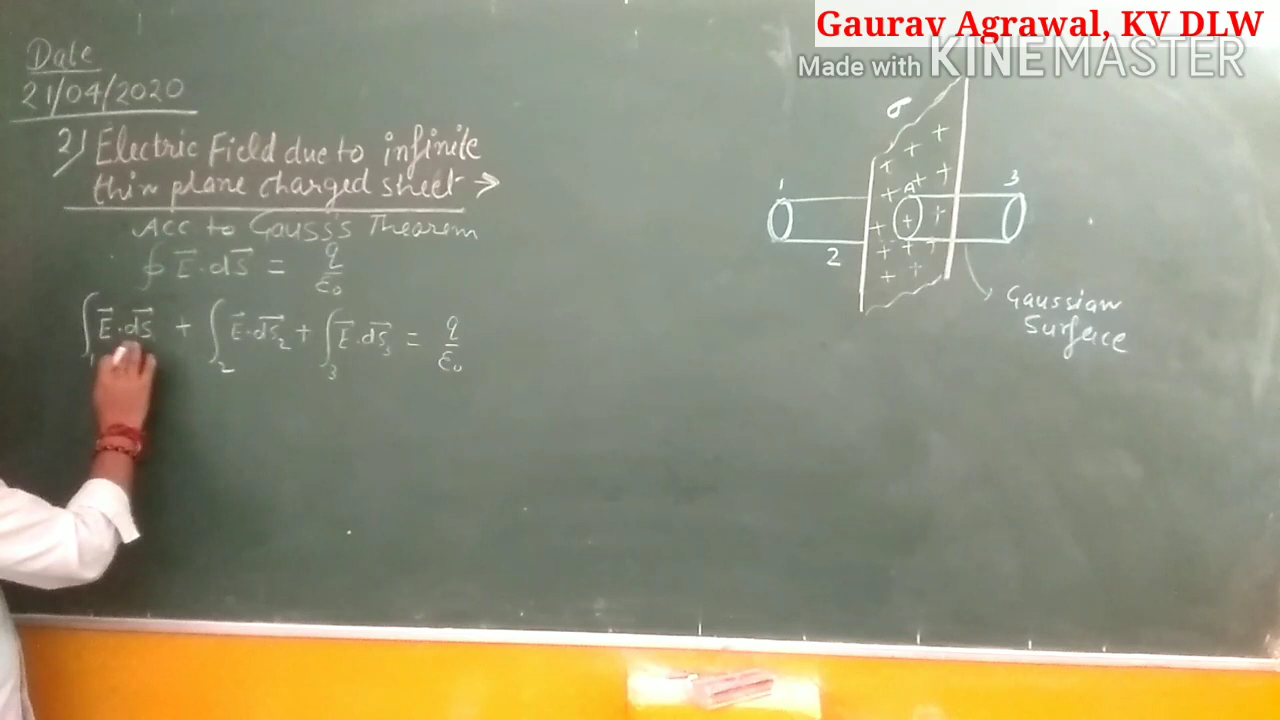 Gaurav Agrawal, KV DLW
Made with KINEMASTER
Date
21/04/2020
2) Electric Field due to infinite
thin plane charged sheet →
Acc to Gauss's Theorem
∮ E⃗.dS⃗ = q/ε₀
∫₁ E⃗.dS⃗ + ∫₂ E⃗.dS⃗₂ + ∫₃ E⃗.dS⃗₃ = q/ε₀
σ
1
3
2
Gaussian
Surface